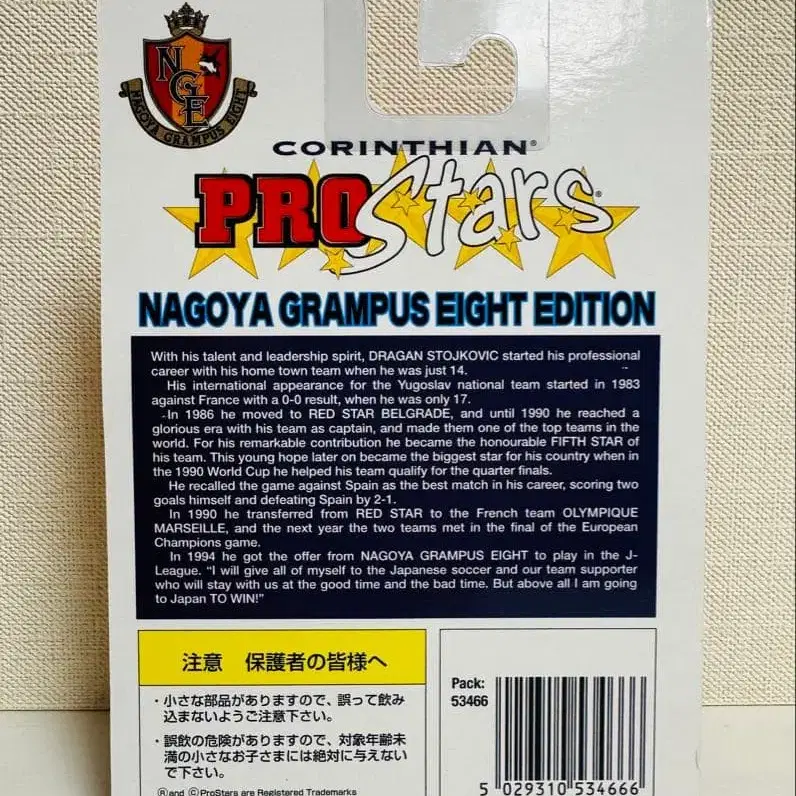 NGE
NAGOYA GRAMPUS EIGHT
CORINTHIAN®
PROStars®
NAGOYA GRAMPUS EIGHT EDITION
With his talent and leadership spirit, DRAGAN STOJKOVIC started his professional
career with his home town team when he was just 14.
His international appearance for the Yugoslav national team started in 1983
against France with a 0-0 result, when he was only 17.
In 1986 he moved to RED STAR BELGRADE, and until 1990 he reached a
glorious era with his team as captain, and made them one of the top teams in the
world. For his remarkable contribution he became the honourable FIFTH STAR of
his team. This young hope later on became the biggest star for his country when in
the 1990 World Cup he helped his team qualify for the quarter finals.
He recalled the game against Spain as the best match in his career, scoring two
goals himself and defeating Spain by 2-1.
In 1990 he transferred from RED STAR to the French team OLYMPIQUE
MARSEILLE, and the next year the two teams met in the final of the European
Champions game.
In 1994 he got the offer from NAGOYA GRAMPUS EIGHT to play in the J-
League. “I will give all of myself to the Japanese soccer and our team supporter
who will stay with us at the good time and the bad time. But above all I am going
to Japan TO WIN!”
注意 保護者の皆様へ
・小さな部品がありますので、誤って飲み
込まないようご注意下さい。
・誤飲の危険がありますので、対象年齢未
満の小さなお子さまには絶対に与えない
で下さい。
®and ©ProStars are Registered Trademarks
Pack:
53466
5 029310 534666